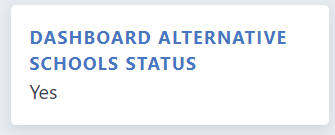 DASHBOARD ALTERNATIVE
SCHOOLS STATUS
Yes